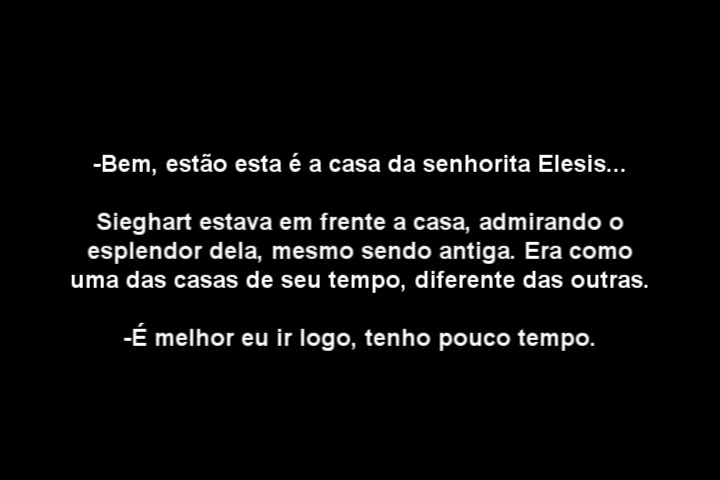 -Bem, estão esta é a casa da senhorita Elesis...
Sieghart estava em frente a casa, admirando o
esplendor dela, mesmo sendo antiga. Era como
uma das casas de seu tempo, diferente das outras.
-É melhor eu ir logo, tenho pouco tempo.